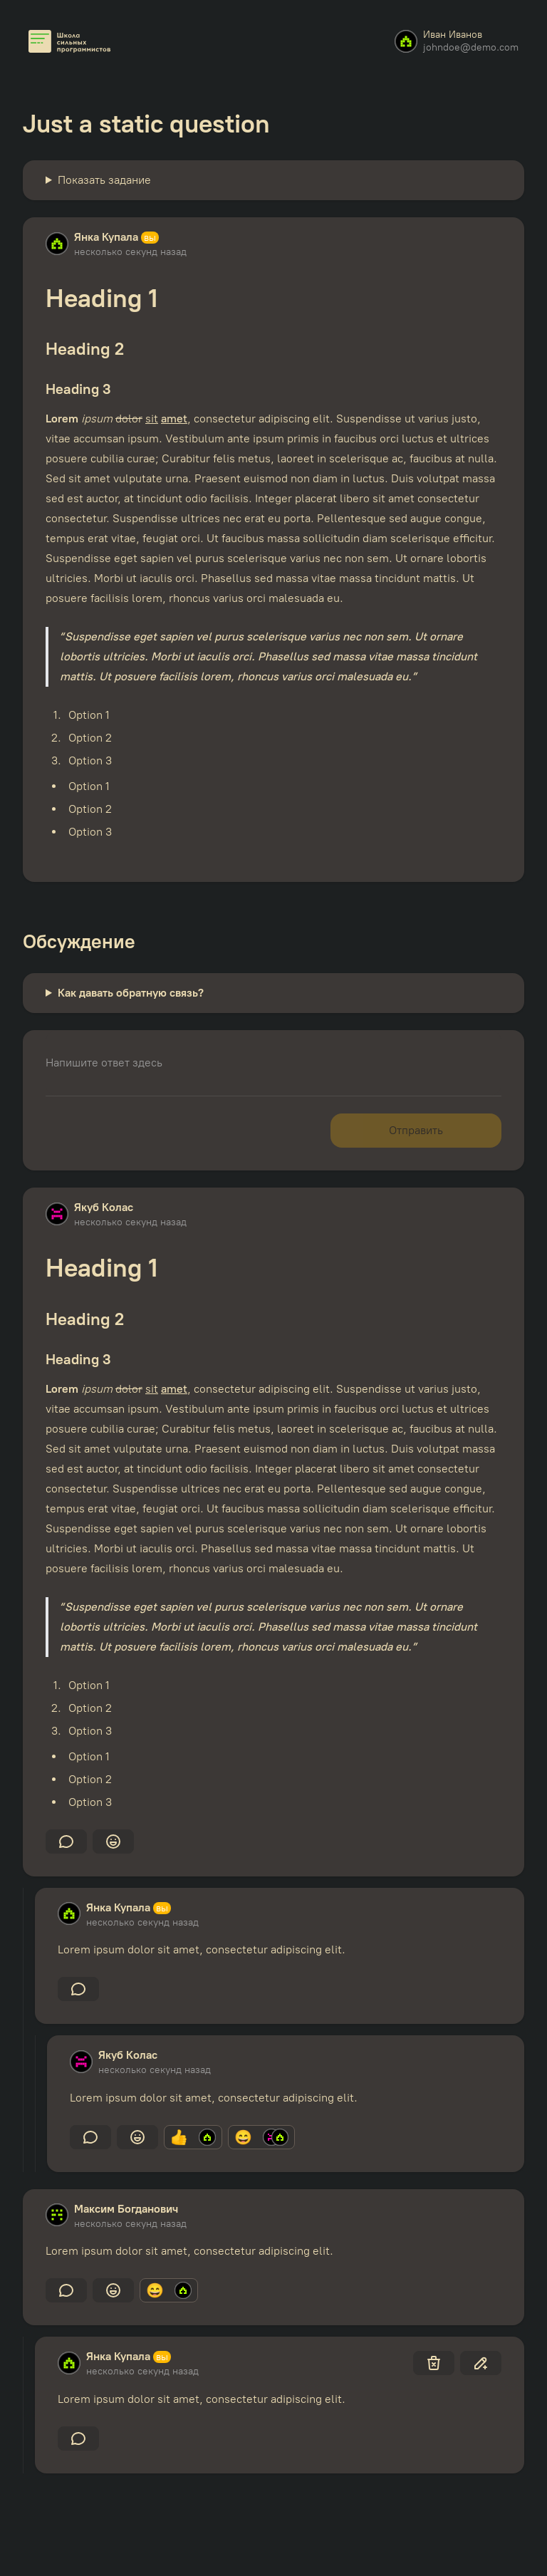 Школа
сильных
программистов
Иван Иванов
johndoe@demo.com
Just a static question
Показать задание
Янка Купала вы
несколько секунд назад
Heading 1
Heading 2
Heading 3
Lorem ipsum dolor sit amet, consectetur adipiscing elit. Suspendisse ut varius justo,
vitae accumsan ipsum. Vestibulum ante ipsum primis in faucibus orci luctus et ultrices
posuere cubilia curae; Curabitur felis metus, laoreet in scelerisque ac, faucibus at nulla.
Sed sit amet vulputate urna. Praesent euismod non diam in luctus. Duis volutpat massa
sed est auctor, at tincidunt odio facilisis. Integer placerat libero sit amet consectetur
consectetur. Suspendisse ultrices nec erat eu porta. Pellentesque sed augue congue,
tempus erat vitae, feugiat orci. Ut faucibus massa sollicitudin diam scelerisque efficitur.
Suspendisse eget sapien vel purus scelerisque varius nec non sem. Ut ornare lobortis
ultricies. Morbi ut iaculis orci. Phasellus sed massa vitae massa tincidunt mattis. Ut
posuere facilisis lorem, rhoncus varius orci malesuada eu.
“Suspendisse eget sapien vel purus scelerisque varius nec non sem. Ut ornare
lobortis ultricies. Morbi ut iaculis orci. Phasellus sed massa vitae massa tincidunt
mattis. Ut posuere facilisis lorem, rhoncus varius orci malesuada eu.”
1. Option 1
2. Option 2
3. Option 3
• Option 1
• Option 2
• Option 3
Обсуждение
Как давать обратную связь?
Напишите ответ здесь
Отправить
Якуб Колас
несколько секунд назад
Heading 1
Heading 2
Heading 3
Lorem ipsum dolor sit amet, consectetur adipiscing elit. Suspendisse ut varius justo,
vitae accumsan ipsum. Vestibulum ante ipsum primis in faucibus orci luctus et ultrices
posuere cubilia curae; Curabitur felis metus, laoreet in scelerisque ac, faucibus at nulla.
Sed sit amet vulputate urna. Praesent euismod non diam in luctus. Duis volutpat massa
sed est auctor, at tincidunt odio facilisis. Integer placerat libero sit amet consectetur
consectetur. Suspendisse ultrices nec erat eu porta. Pellentesque sed augue congue,
tempus erat vitae, feugiat orci. Ut faucibus massa sollicitudin diam scelerisque efficitur.
Suspendisse eget sapien vel purus scelerisque varius nec non sem. Ut ornare lobortis
ultricies. Morbi ut iaculis orci. Phasellus sed massa vitae massa tincidunt mattis. Ut
posuere facilisis lorem, rhoncus varius orci malesuada eu.
“Suspendisse eget sapien vel purus scelerisque varius nec non sem. Ut ornare
lobortis ultricies. Morbi ut iaculis orci. Phasellus sed massa vitae massa tincidunt
mattis. Ut posuere facilisis lorem, rhoncus varius orci malesuada eu.”
1. Option 1
2. Option 2
3. Option 3
• Option 1
• Option 2
• Option 3
Янка Купала вы
несколько секунд назад
Lorem ipsum dolor sit amet, consectetur adipiscing elit.
Якуб Колас
несколько секунд назад
Lorem ipsum dolor sit amet, consectetur adipiscing elit.
Максим Богданович
несколько секунд назад
Lorem ipsum dolor sit amet, consectetur adipiscing elit.
Янка Купала вы
несколько секунд назад
Lorem ipsum dolor sit amet, consectetur adipiscing elit.